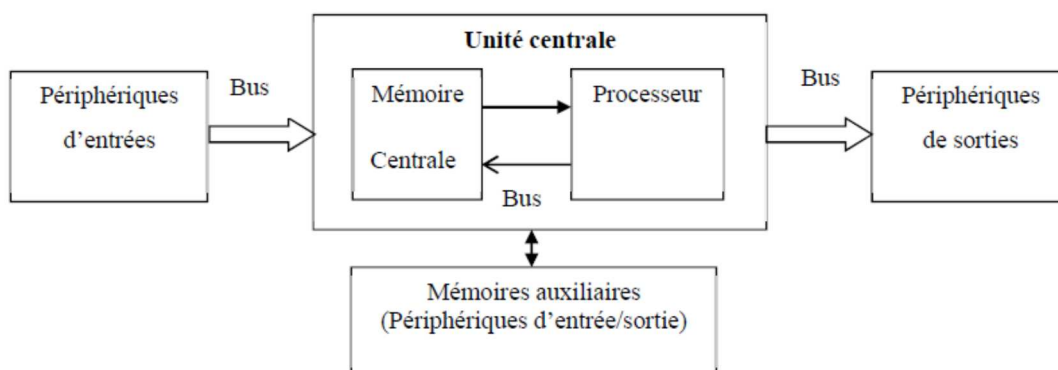 Unité centrale
Périphériques
d’entrées
Bus
Mémoire
Centrale
Processeur
Bus
Bus
Périphériques
de sorties
Mémoires auxiliaires
(Périphériques d’entrée/sortie)